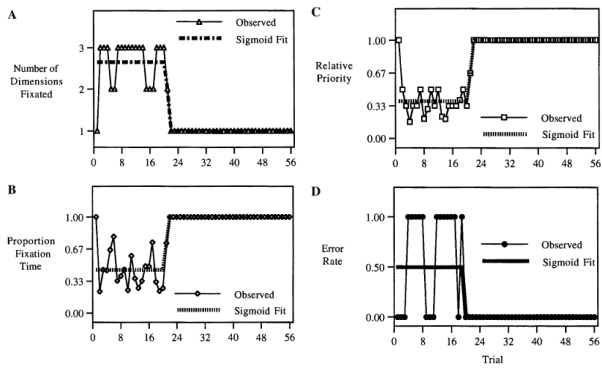 A
Observed
Sigmoid Fit
Number of
Dimensions
Fixated
3
2
1
0 8 16 24 32 40 48 56
B
Proportion
Fixation
Time
1.00
0.67
0.33
0.00
Observed
Sigmoid Fit
0 8 16 24 32 40 48 56
C
Relative
Priority
1.00
0.67
0.33
0.00
Observed
Sigmoid Fit
0 8 16 24 32 40 48 56
D
Error
Rate
1.00
0.50
0.00
Observed
Sigmoid Fit
0 8 16 24 32 40 48 56
Trial